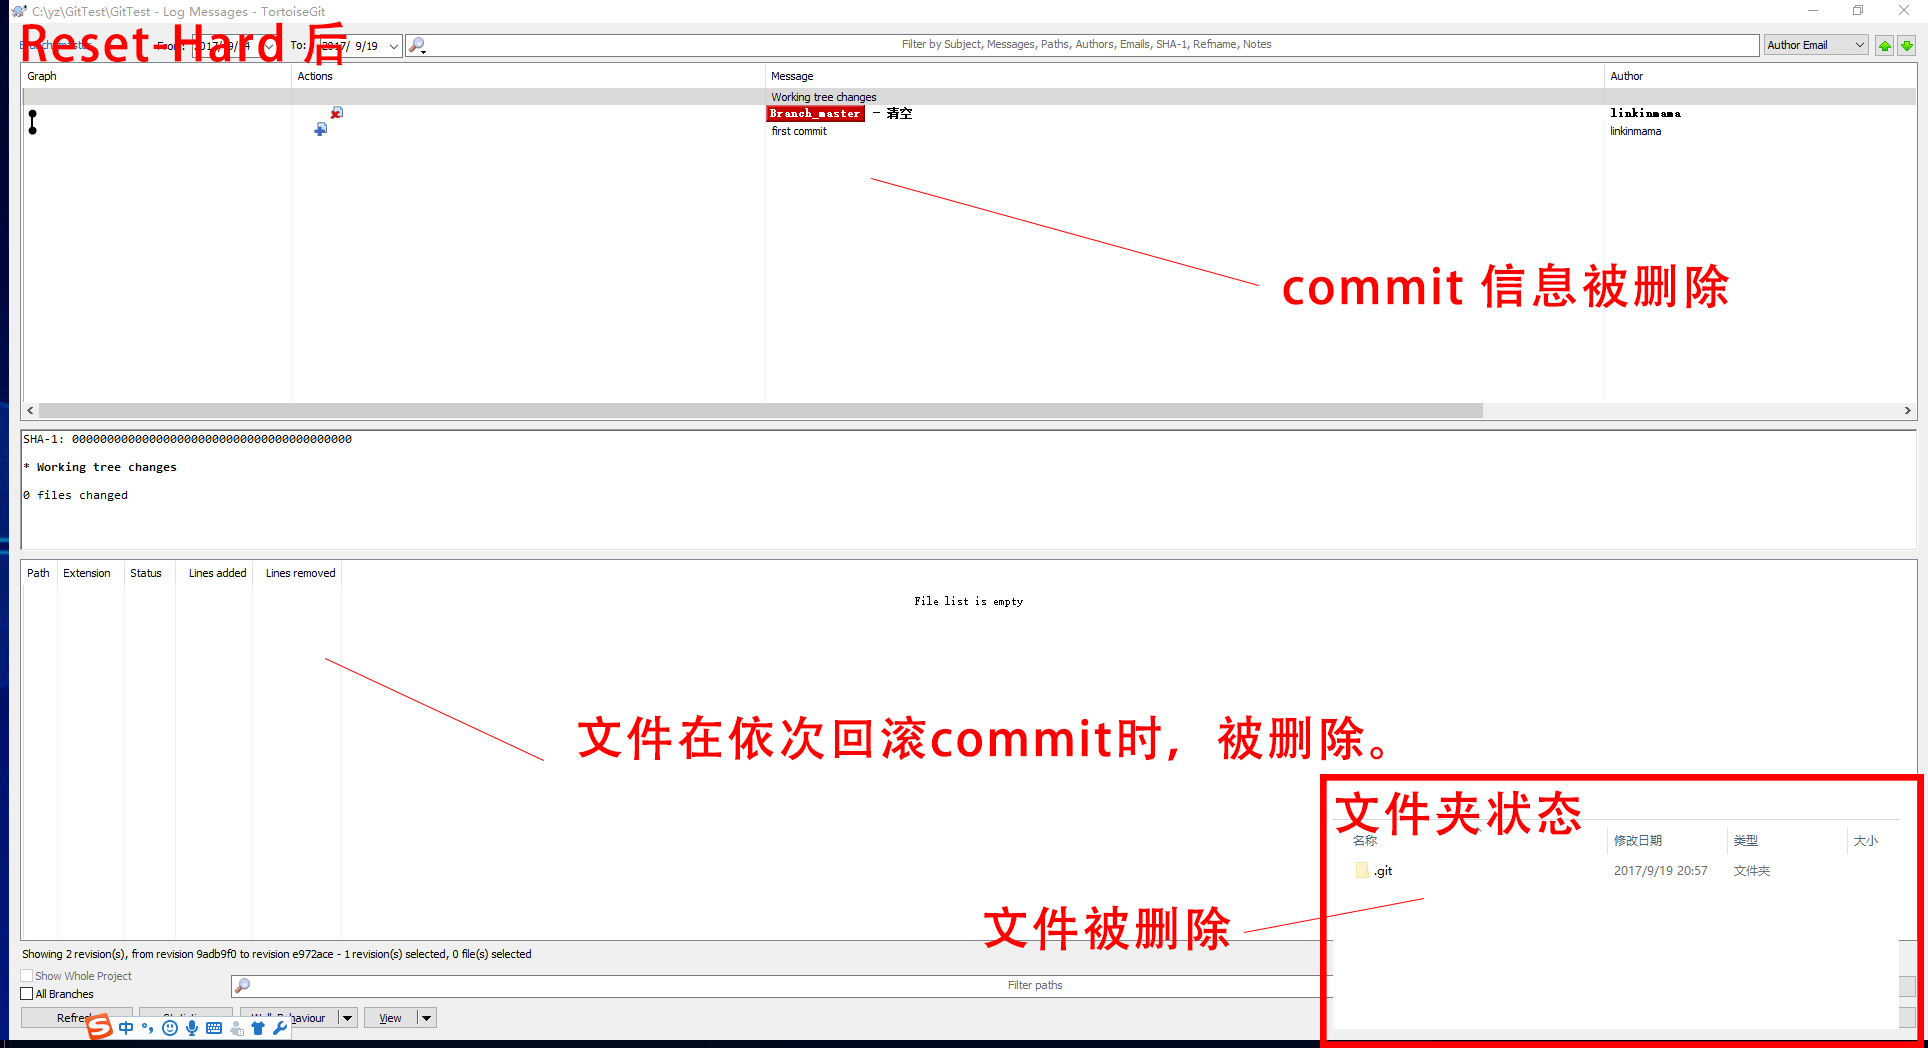 C:\yz\GitTest\GitTest - Log Messages - TortoiseGit
Reset Hard 后
From: 2017/ 9/14 To: 2017/ 9/19 Filter by Subject, Messages, Paths, Authors, Emails, SHA-1, Refname, Notes Author Email
Graph Actions Message Author
Working tree changes
Branch_master - 清空 linkinmama
first commit linkinmama
commit 信息被删除
SHA-1: 0000000000000000000000000000000000000000
* Working tree changes
0 files changed
Path Extension Status Lines added Lines removed
File list is empty
文件在依次回滚commit时，被删除。
文件夹状态
名称 修改日期 类型 大小
.git 2017/9/19 20:57 文件夹
文件被删除
Showing 2 revision(s), from revision 9adb9f0 to revision e972ace - 1 revision(s) selected, 0 file(s) selected
Show Whole Project
All Branches
Filter paths
View
中